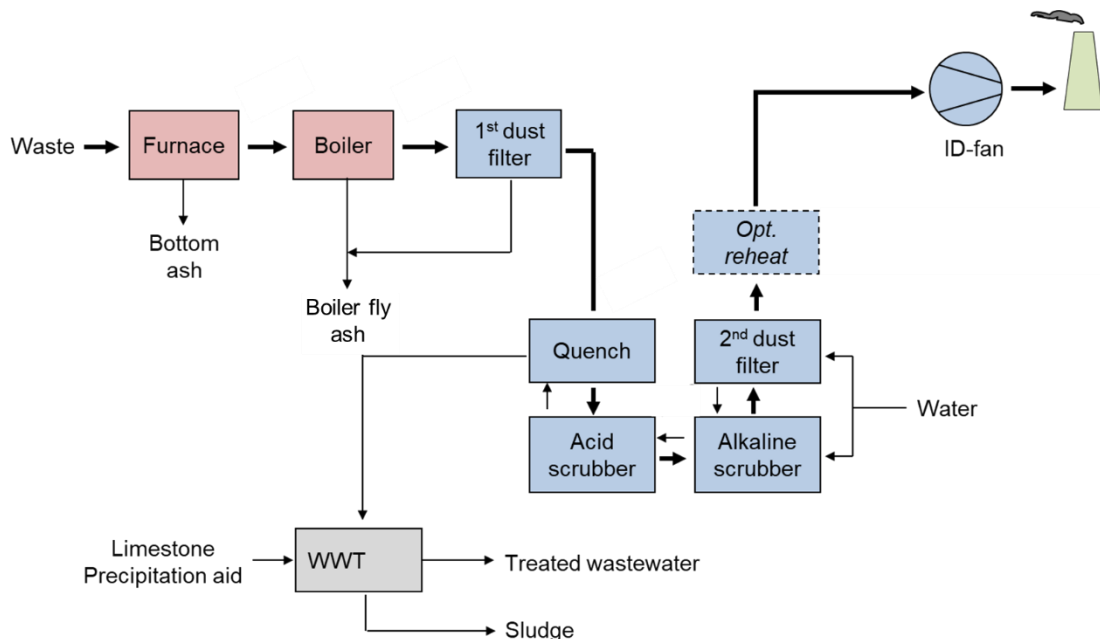 Waste
Furnace
Boiler
1st dust
filter
ID-fan
Bottom
ash
Boiler fly
ash
Opt.
reheat
Quench
2nd dust
filter
Water
Acid
scrubber
Alkaline
scrubber
Limestone
Precipitation aid
WWT
Treated wastewater
Sludge